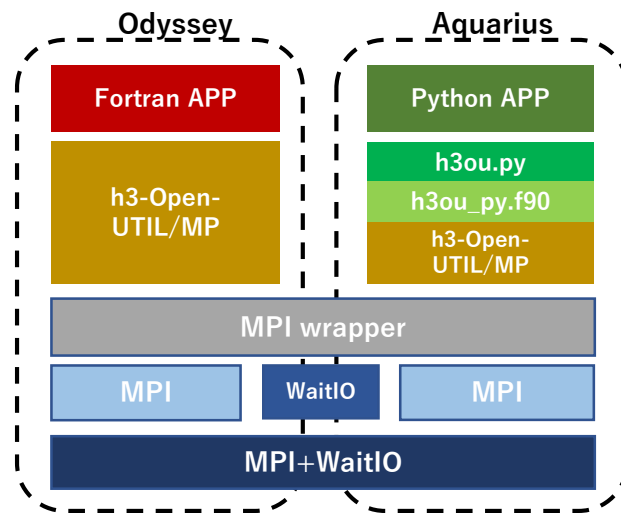 Odyssey
Aquarius
Fortran APP
Python APP
h3-Open-
UTIL/MP
h3ou.py
h3ou_py.f90
h3-Open-
UTIL/MP
MPI wrapper
MPI
WaitIO
MPI
MPI+WaitIO